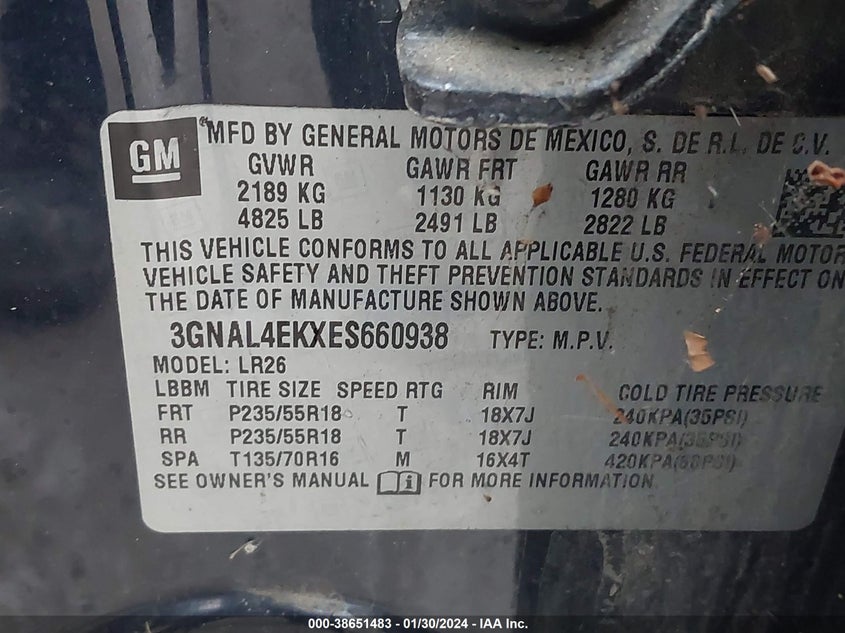 GM
MFD BY GENERAL MOTORS DE MEXICO, S. DE R.L. DE C.V.
GVWR GAWR FRT GAWR RR
2189 KG 1130 KG 1280 KG
4825 LB 2491 LB 2822 LB
THIS VEHICLE CONFORMS TO ALL APPLICABLE U.S. FEDERAL MOTOR
VEHICLE SAFETY AND THEFT PREVENTION STANDARDS IN EFFECT ON
THE DATE OF MANUFACTURE SHOWN ABOVE.
3GNAL4EKXES660938 TYPE: M.P.V.
MODEL: LR26
LBBM TIRE SIZE SPEED RTG RIM COLD TIRE PRESSURE
FRT P235/55R18 T 18X7J 240KPA(35PSI)
RR P235/55R18 T 18X7J 240KPA(35PSI)
SPA T135/70R16 M 16X4T 420KPA(60PSI)
SEE OWNER'S MANUAL FOR MORE INFORMATION
000-38651483 - 01/30/2024 - IAA Inc.